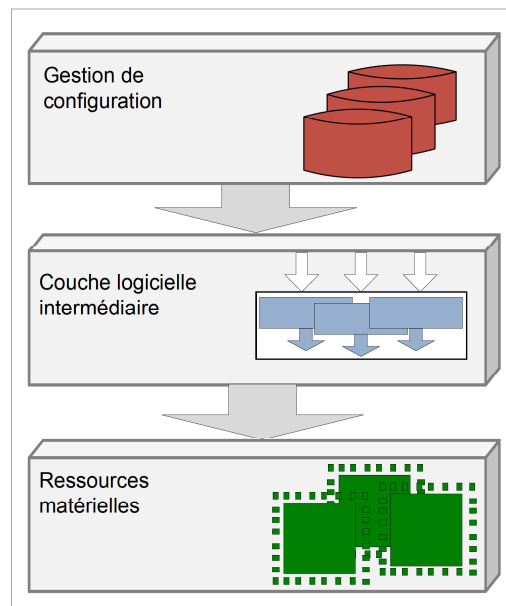 Gestion de
configuration
Couche logicielle
intermédiaire
Ressources
matérielles